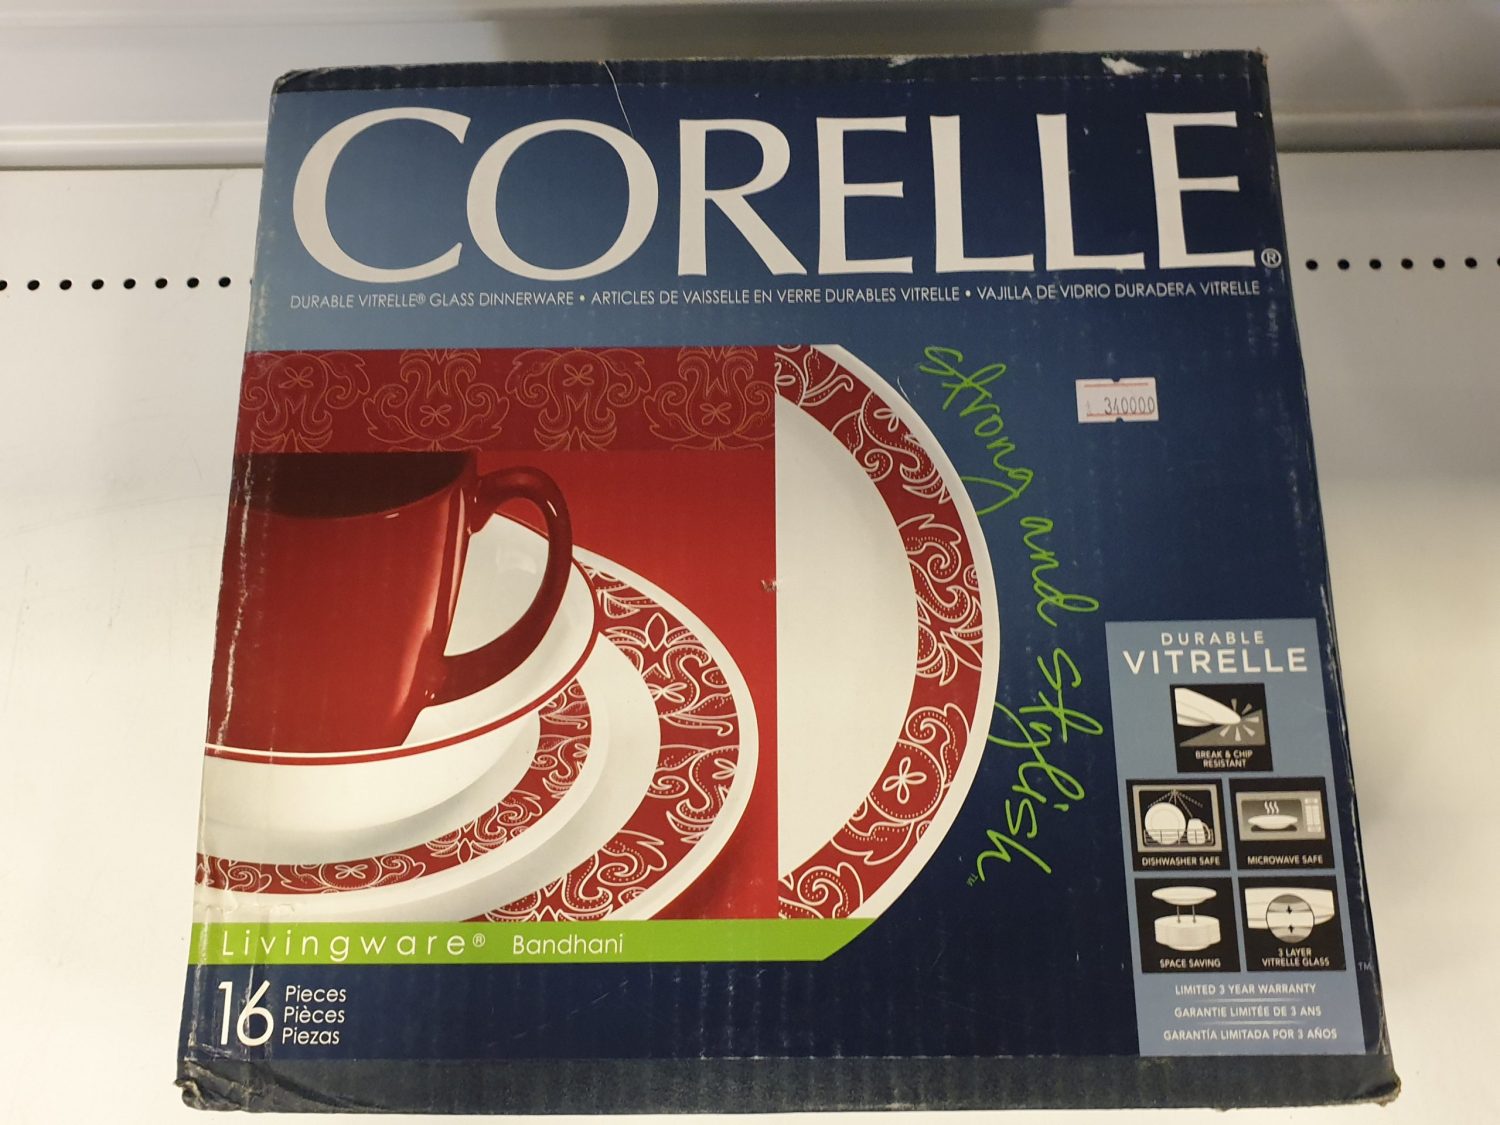 CORELLE®
DURABLE VITRELLE® GLASS DINNERWARE • ARTICLES DE VAISSELLE EN VERRE DURABLES VITRELLE • VAJILLA DE VIDRIO DURADERA VITRELLE
340000
strong and stylish™
DURABLE
VITRELLE
BREAK & CHIP
RESISTANT
DISHWASHER SAFE
MICROWAVE SAFE
SPACE SAVING
3 LAYER
VITRELLE GLASS
™
LIMITED 3 YEAR WARRANTY
GARANTIE LIMITÉE DE 3 ANS
GARANTÍA LIMITADA POR 3 AÑOS
Livingware® Bandhani
16
Pieces
Pièces
Piezas